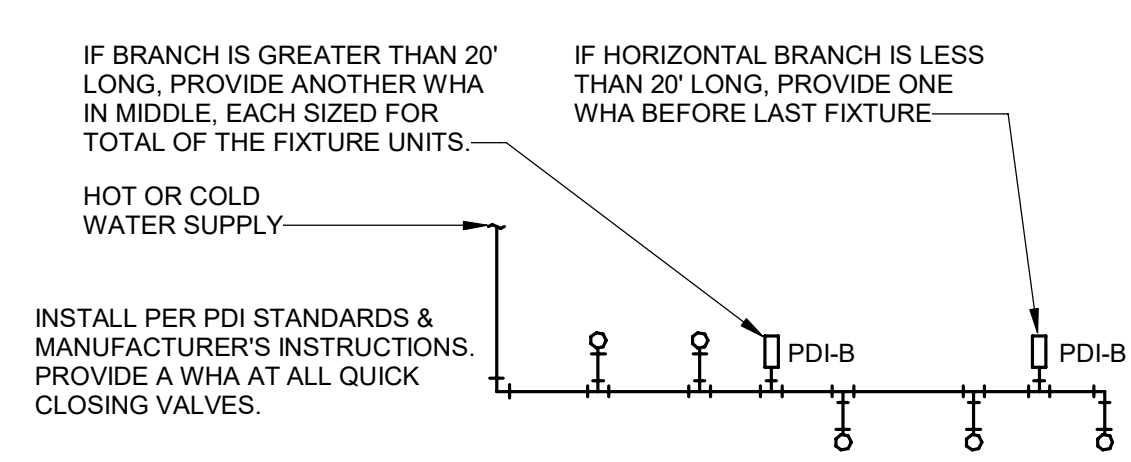 IF BRANCH IS GREATER THAN 20'
LONG, PROVIDE ANOTHER WHA
IN MIDDLE, EACH SIZED FOR
TOTAL OF THE FIXTURE UNITS.
IF HORIZONTAL BRANCH IS LESS
THAN 20' LONG, PROVIDE ONE
WHA BEFORE LAST FIXTURE
HOT OR COLD
WATER SUPPLY
INSTALL PER PDI STANDARDS &
MANUFACTURER'S INSTRUCTIONS.
PROVIDE A WHA AT ALL QUICK
CLOSING VALVES.
PDI-B
PDI-B